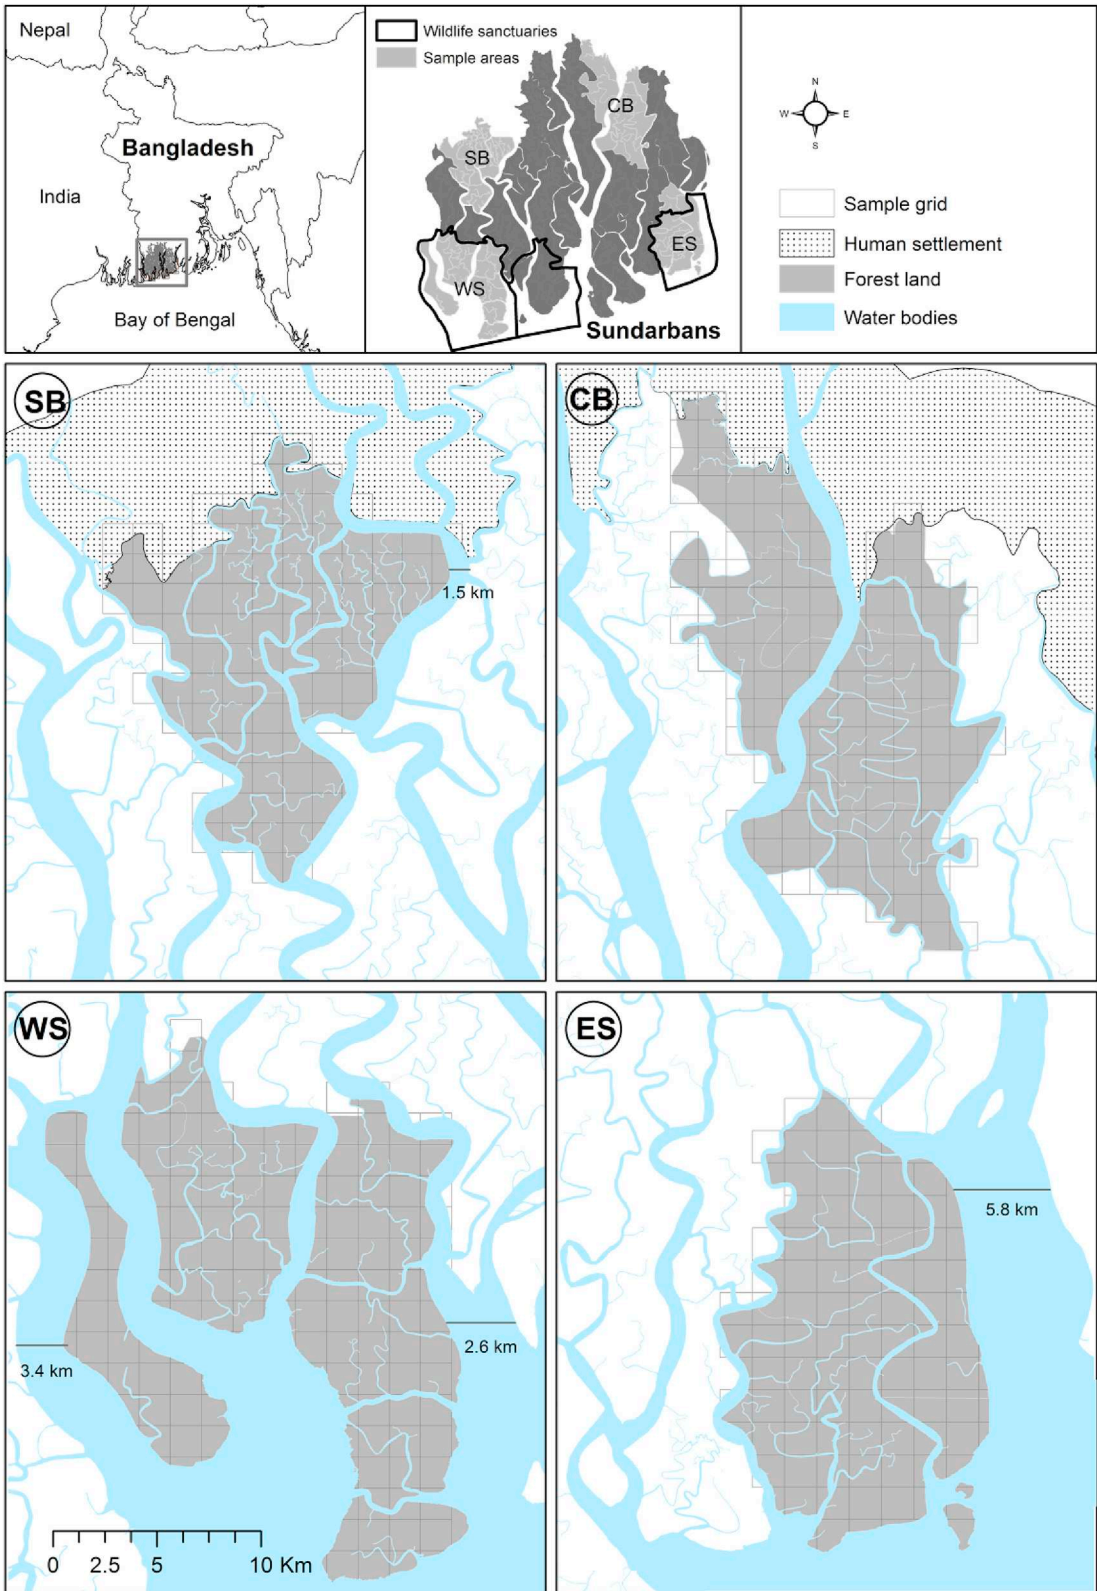 Nepal
Bangladesh
India
Bay of Bengal
Wildlife sanctuaries
Sample areas
CB
SB
ES
WS
Sundarbans
N
W E
S
Sample grid
Human settlement
Forest land
Water bodies
SB
1.5 km
CB
WS
3.4 km
2.6 km
0 2.5 5 10 Km
ES
5.8 km